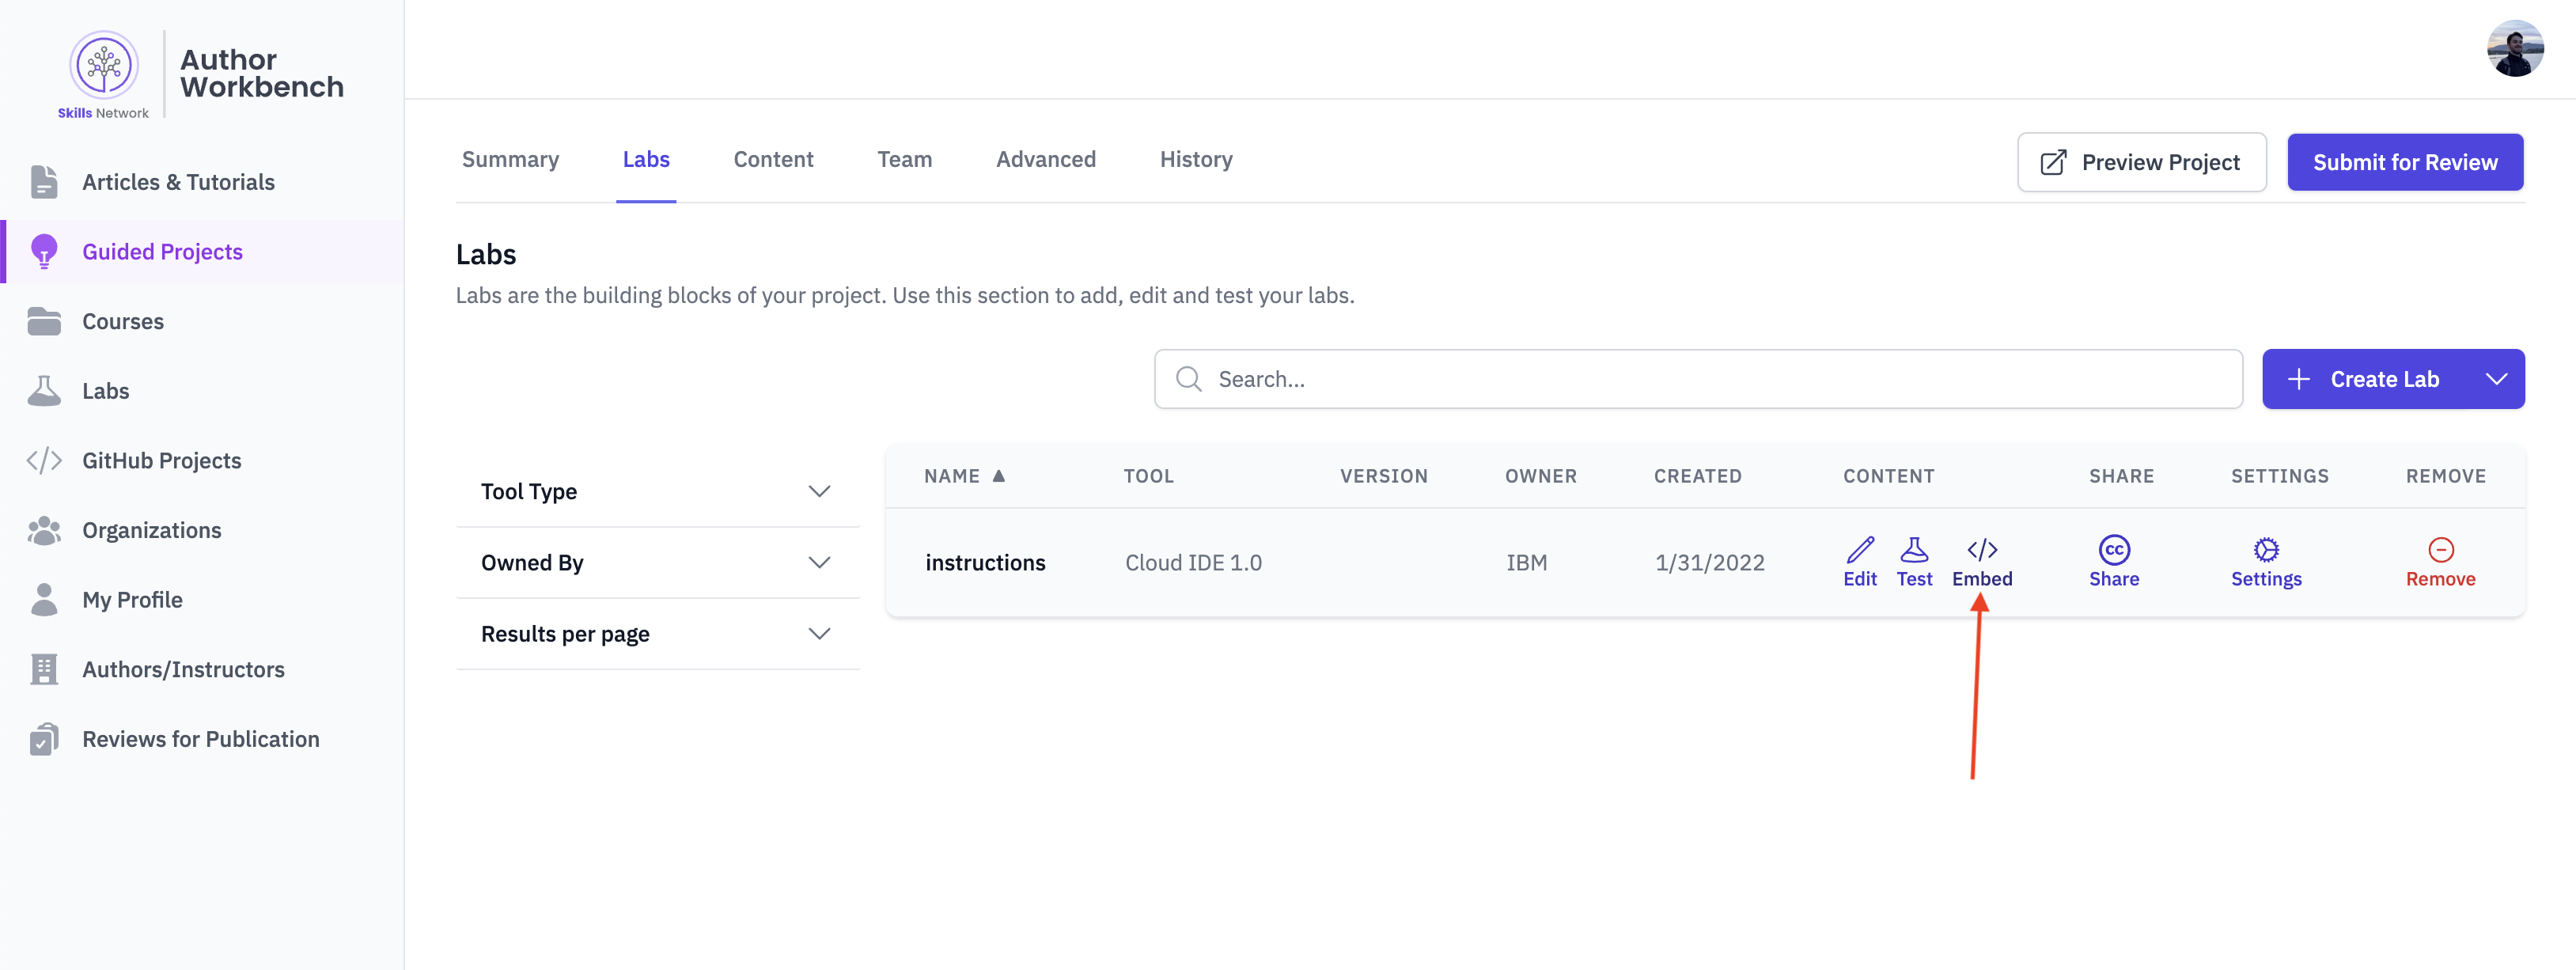 Author
Workbench
Skills Network
Articles & Tutorials
Guided Projects
Courses
Labs
GitHub Projects
Organizations
My Profile
Authors/Instructors
Reviews for Publication
Summary Labs Content Team Advanced History Preview Project Submit for Review
Labs
Labs are the building blocks of your project. Use this section to add, edit and test your labs.
Search... Create Lab
Tool Type
Owned By
Results per page
NAME ▲ TOOL VERSION OWNER CREATED CONTENT SHARE SETTINGS REMOVE
instructions Cloud IDE 1.0 IBM 1/31/2022 Edit Test Embed cc Share Settings Remove